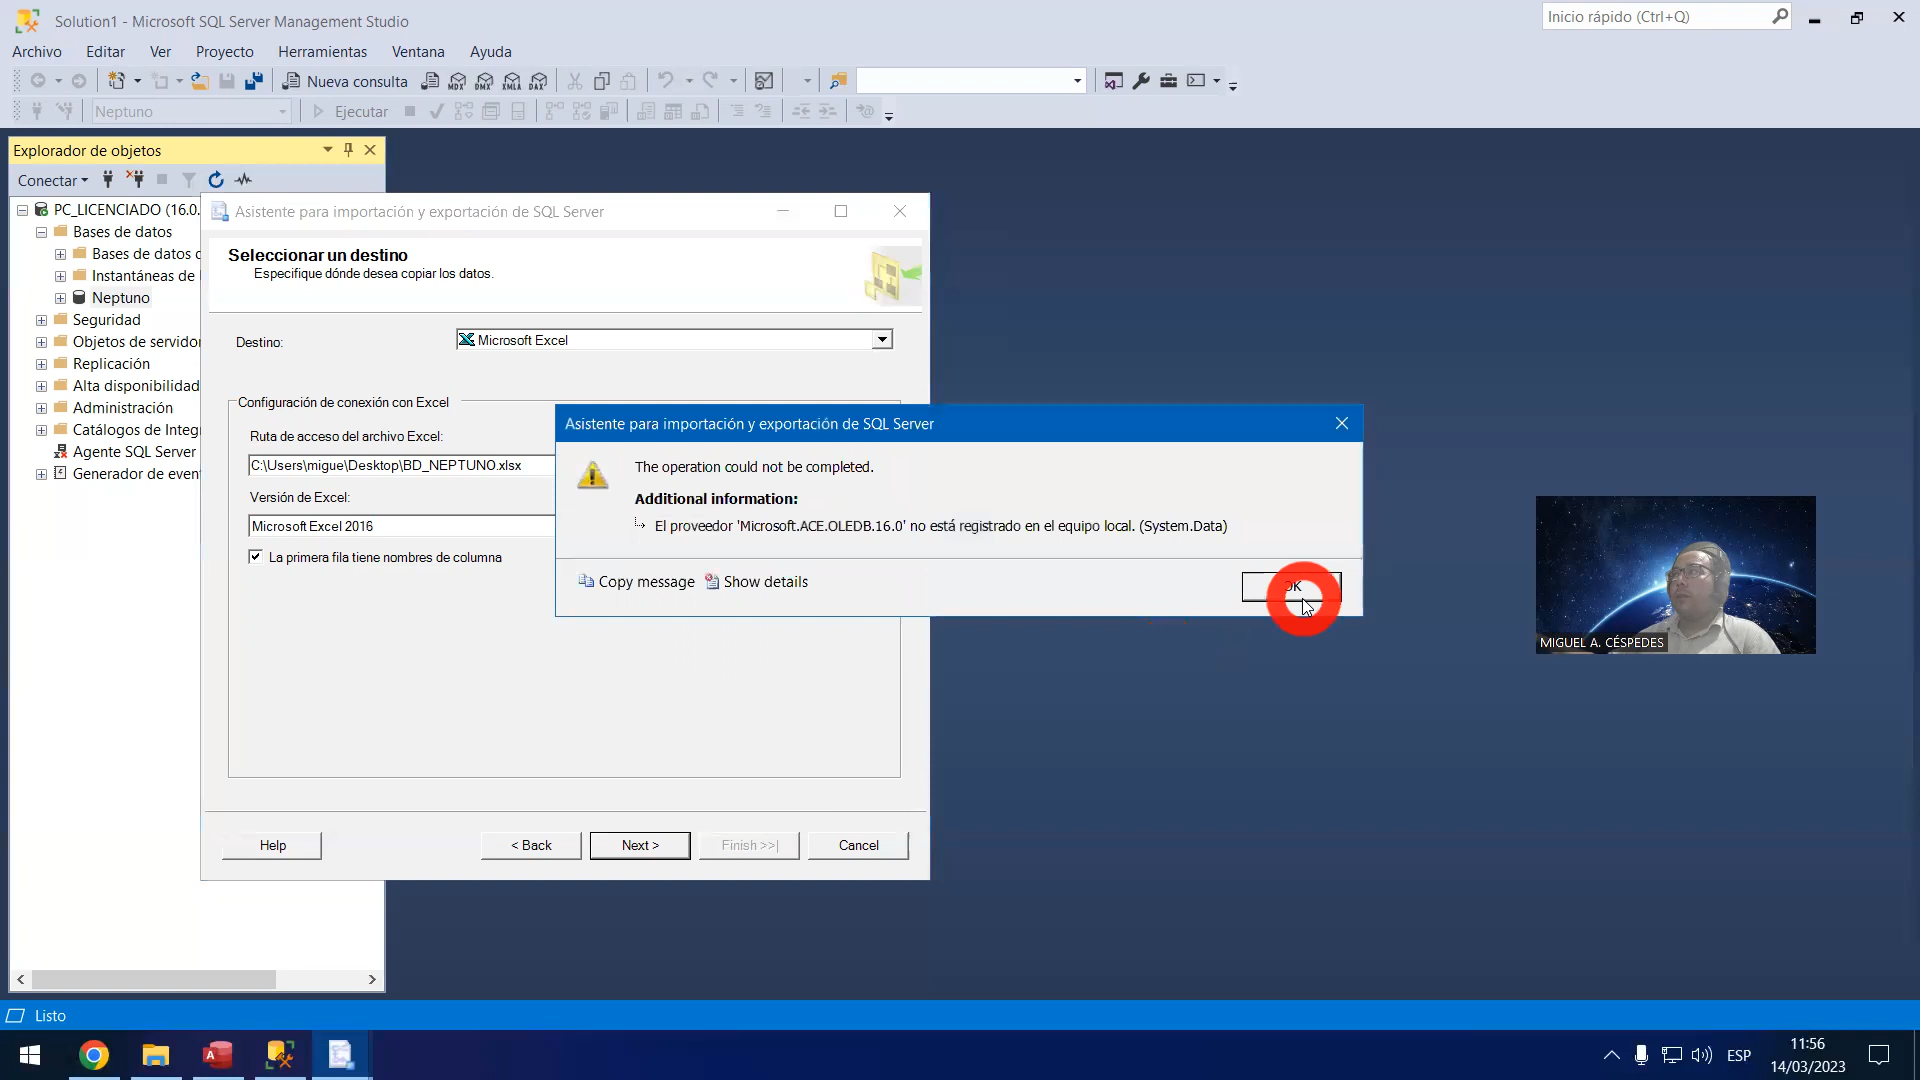 Solution1 - Microsoft SQL Server Management Studio
Inicio rápido (Ctrl+Q)
Archivo Editar Ver Proyecto Herramientas Ventana Ayuda
Nueva consulta MDX DMX XMLA DAX
Neptuno Ejecutar
Explorador de objetos
Conectar
PC_LICENCIADO (16.0.
Bases de datos
Bases de datos d
Instantáneas de
Neptuno
Seguridad
Objetos de servidor
Replicación
Alta disponibilidad
Administración
Catálogos de Integr
Agente SQL Server
Generador de even
Asistente para importación y exportación de SQL Server
Seleccionar un destino
Especifique dónde desea copiar los datos.
Destino: Microsoft Excel
Configuración de conexión con Excel
Ruta de acceso del archivo Excel:
C:\Users\migue\Desktop\BD_NEPTUNO.xlsx
Versión de Excel:
Microsoft Excel 2016
La primera fila tiene nombres de columna
Help < Back Next > Finish >>| Cancel
Asistente para importación y exportación de SQL Server
The operation could not be completed.
Additional information:
El proveedor 'Microsoft.ACE.OLEDB.16.0' no está registrado en el equipo local. (System.Data)
Copy message Show details OK
MIGUEL A. CÉSPEDES
Listo
ESP
11:56
14/03/2023